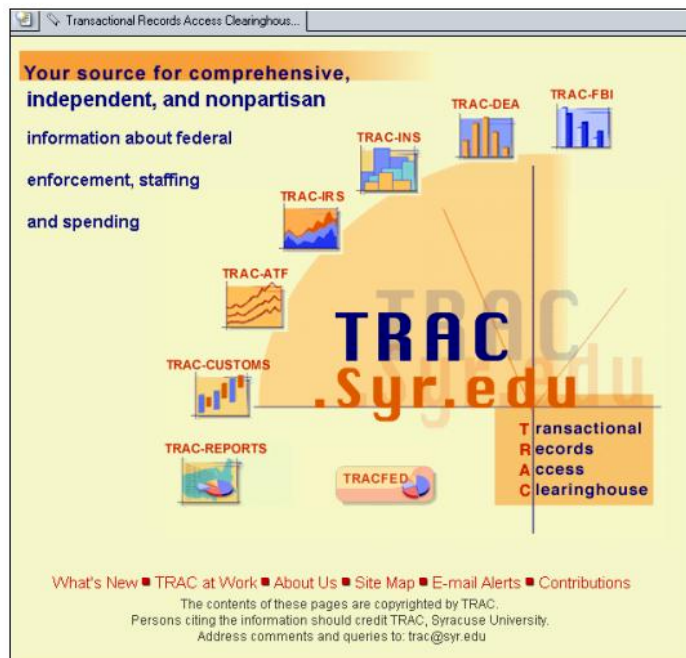 Transactional Records Access Clearinghous...
Your source for comprehensive,
independent, and nonpartisan
information about federal
enforcement, staffing
and spending
TRAC-FBI
TRAC-DEA
TRAC-INS
TRAC-IRS
TRAC-ATF
TRAC-CUSTOMS
TRAC-REPORTS
TRACFED
TRAC
.Syr.edu
TRAC
.Syr.edu
Transactional
Records
Access
Clearinghouse
What's New ■ TRAC at Work ■ About Us ■ Site Map ■ E-mail Alerts ■ Contributions
The contents of these pages are copyrighted by TRAC.
Persons citing the information should credit TRAC, Syracuse University.
Address comments and queries to: trac@syr.edu